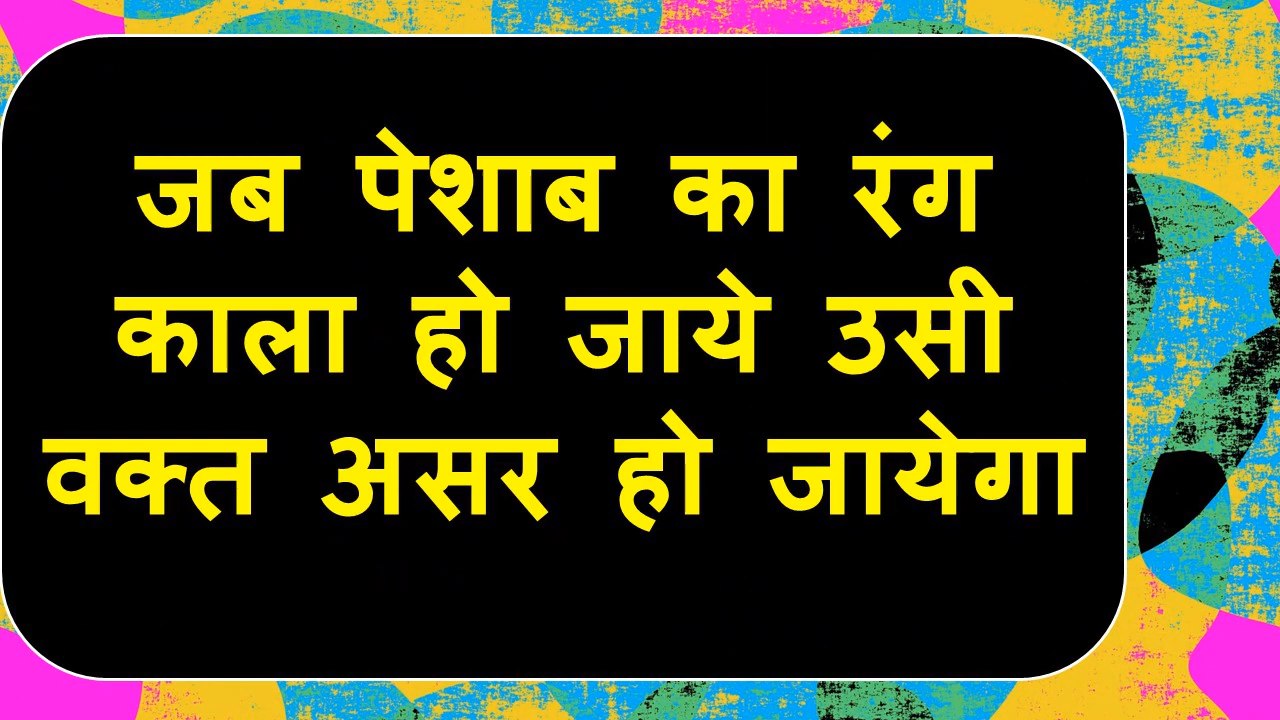 जब पेशाब का रंग
काला हो जाये उसी
वक्त असर हो जायेगा